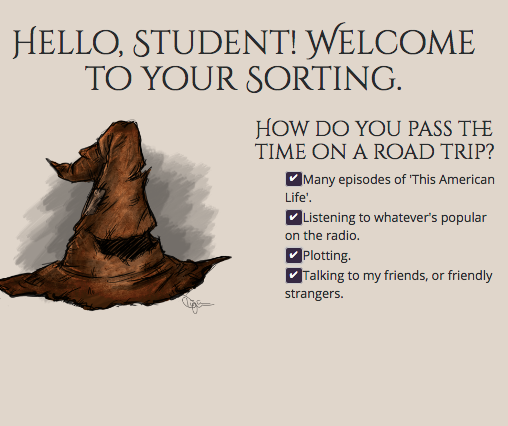 Hello, Student! Welcome
to your Sorting.
How do you pass the
time on a road trip?
Many episodes of 'This American
Life'.
Listening to whatever's popular
on the radio.
Plotting.
Talking to my friends, or friendly
strangers.